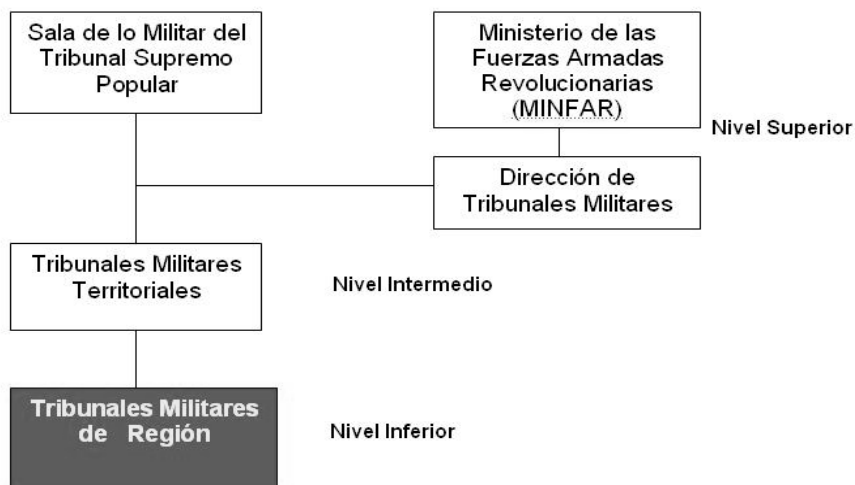 Sala de lo Militar del
Tribunal Supremo
Popular
Ministerio de las
Fuerzas Armadas
Revolucionarias
(MINFAR)
Nivel Superior
Dirección de
Tribunales Militares
Tribunales Militares
Territoriales
Nivel Intermedio
Tribunales Militares
de Región
Nivel Inferior